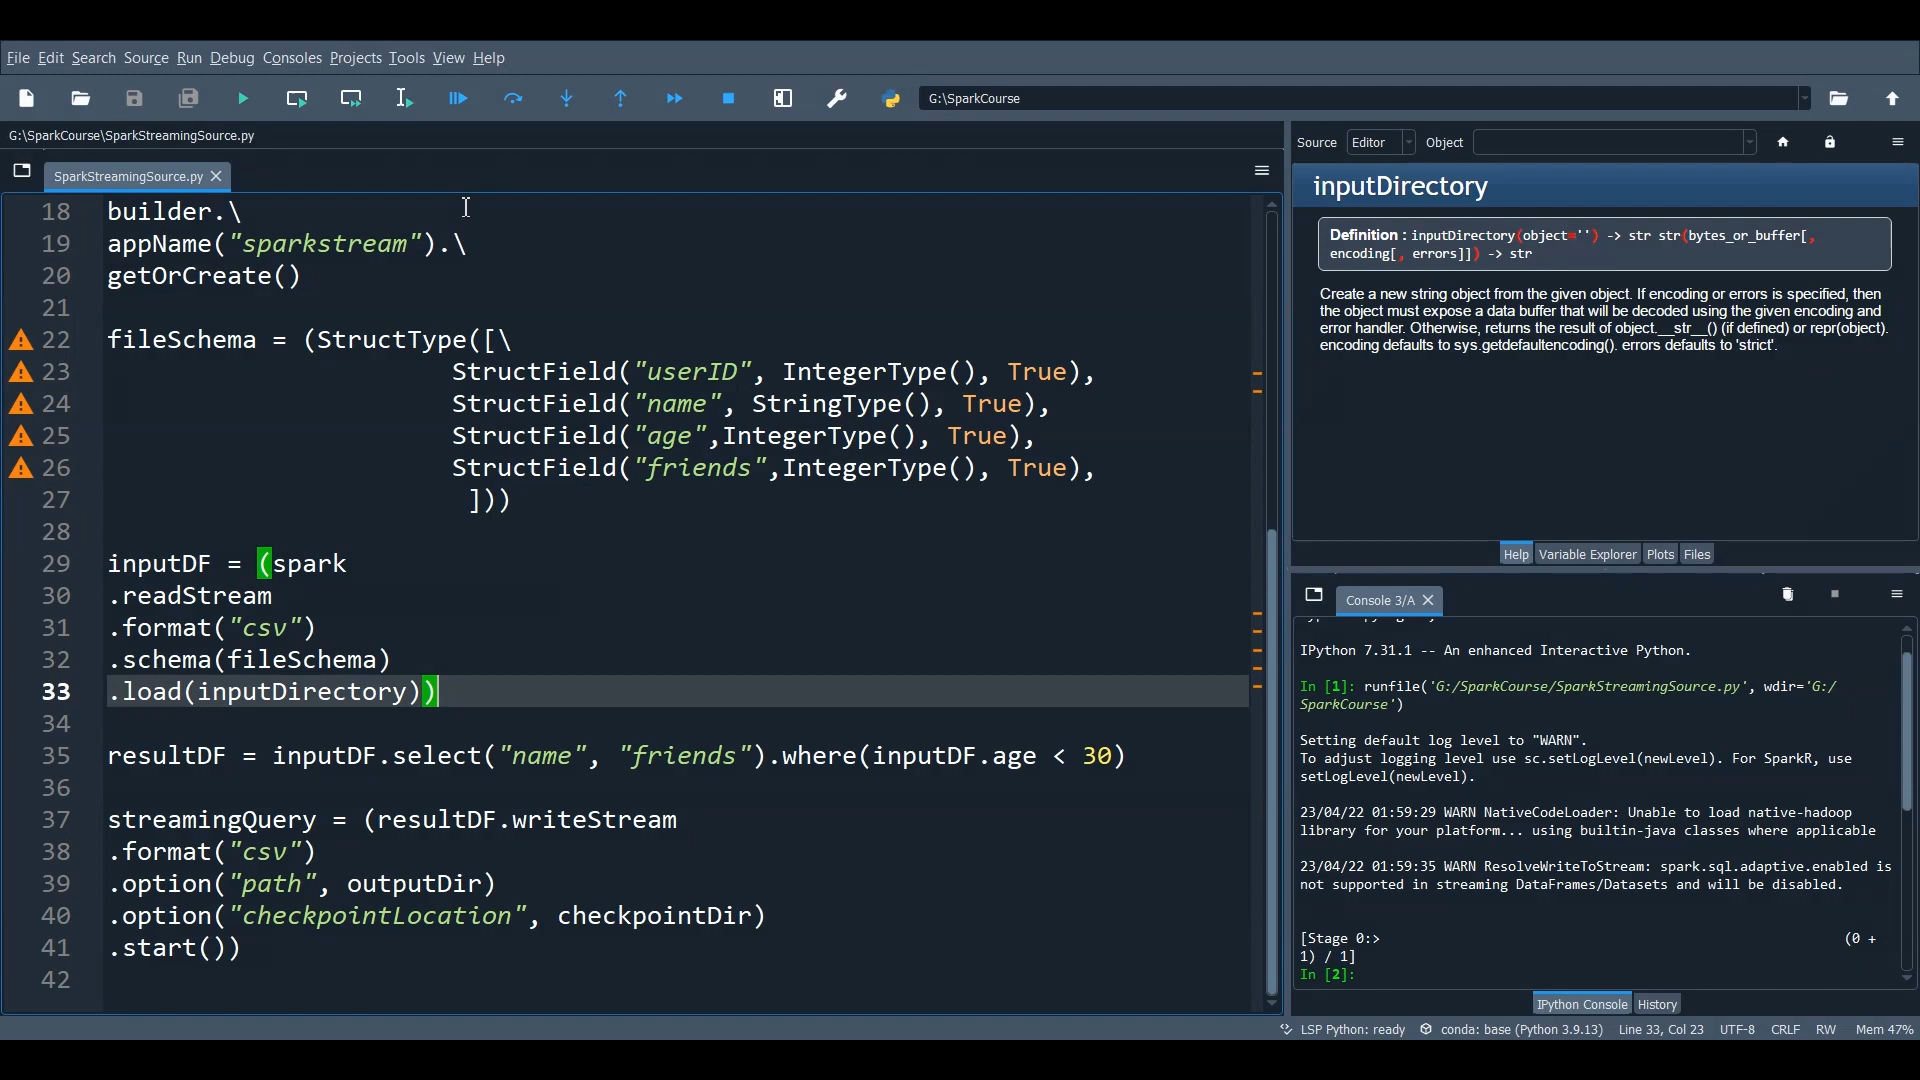 File Edit Search Source Run Debug Consoles Projects Tools View Help
G:\SparkCourse
G:\SparkCourse\SparkStreamingSource.py
SparkStreamingSource.py
18 builder.\
19 appName("sparkstream").\
20 getOrCreate()
21
22 fileSchema = (StructType([\
23 StructField("userID", IntegerType(), True),
24 StructField("name", StringType(), True),
25 StructField("age",IntegerType(), True),
26 StructField("friends",IntegerType(), True),
27 ]))
28
29 inputDF = (spark
30 .readStream
31 .format("csv")
32 .schema(fileSchema)
33 .load(inputDirectory))
34
35 resultDF = inputDF.select("name", "friends").where(inputDF.age < 30)
36
37 streamingQuery = (resultDF.writeStream
38 .format("csv")
39 .option("path", outputDir)
40 .option("checkpointLocation", checkpointDir)
41 .start())
42
Source Editor Object
inputDirectory
Definition : inputDirectory(object='') -> str str(bytes_or_buffer[,
encoding[, errors]]) -> str
Create a new string object from the given object. If encoding or errors is specified, then
the object must expose a data buffer that will be decoded using the given encoding and
error handler. Otherwise, returns the result of object.__str__() (if defined) or repr(object).
encoding defaults to sys.getdefaultencoding(). errors defaults to 'strict'.
Help Variable Explorer Plots Files
Console 3/A
IPython 7.31.1 -- An enhanced Interactive Python.
In [1]: runfile('G:/SparkCourse/SparkStreamingSource.py', wdir='G:/
SparkCourse')
Setting default log level to "WARN".
To adjust logging level use sc.setLogLevel(newLevel). For SparkR, use
setLogLevel(newLevel).
23/04/22 01:59:29 WARN NativeCodeLoader: Unable to load native-hadoop
library for your platform... using builtin-java classes where applicable
23/04/22 01:59:35 WARN ResolveWriteToStream: spark.sql.adaptive.enabled is
not supported in streaming DataFrames/Datasets and will be disabled.
[Stage 0:> (0 +
1) / 1]
In [2]:
IPython Console History
LSP Python: ready conda: base (Python 3.9.13) Line 33, Col 23 UTF-8 CRLF RW Mem 47%